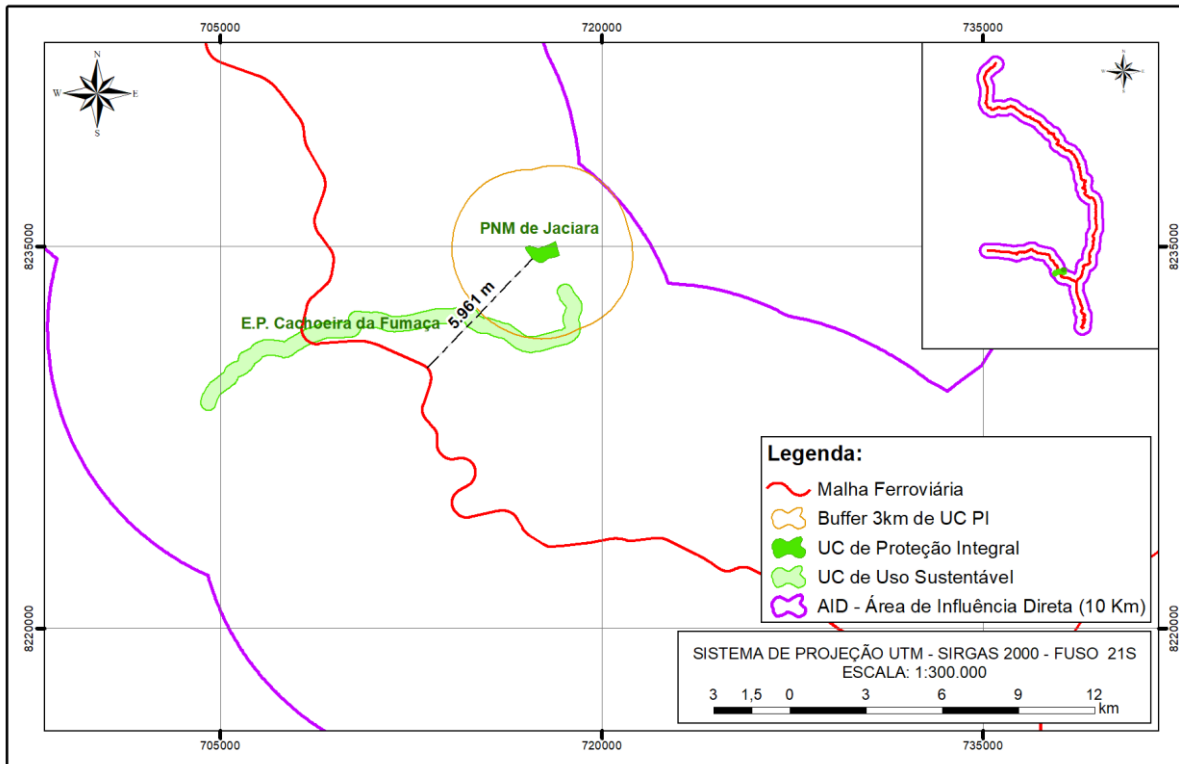 705000
720000
735000
N
W
E
S
8235000
8235000
PNM de Jaciara
5.961 m
E.P. Cachoeira da Fumaça
Legenda:
Malha Ferroviária
Buffer 3km de UC PI
UC de Proteção Integral
UC de Uso Sustentável
AID - Área de Influência Direta (10 Km)
8220000
8220000
SISTEMA DE PROJEÇÃO UTM - SIRGAS 2000 - FUSO 21S
ESCALA: 1:300.000
3 1,5 0 3 6 9 12
km
705000
720000
735000